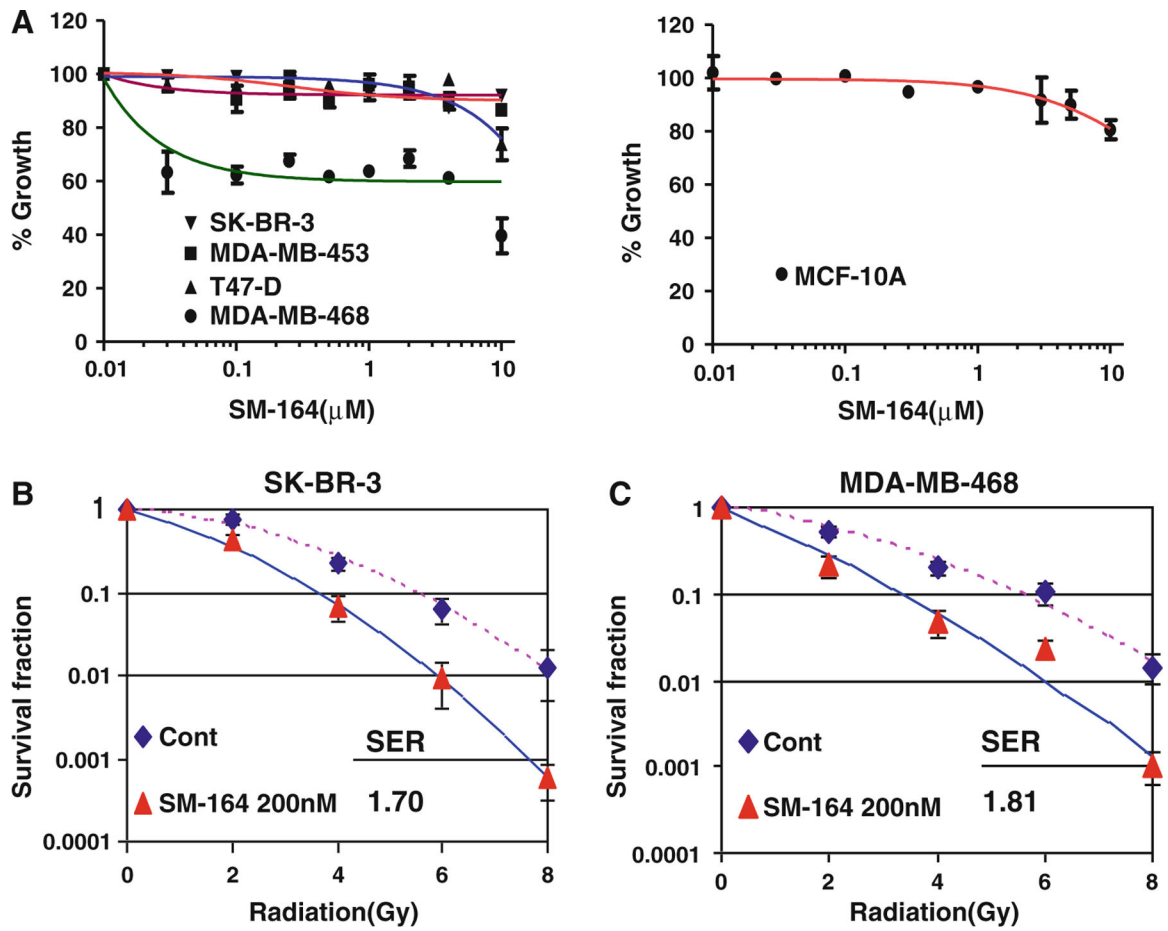 A
120
100
80
60
40
20
0
% Growth
SK-BR-3
MDA-MB-453
T47-D
MDA-MB-468
0.01 0.1 1 10
SM-164(μM)
120
100
80
60
40
20
0
% Growth
MCF-10A
0.01 0.1 1 10
SM-164(μM)
B
SK-BR-3
1
0.1
0.01
0.001
0.0001
Survival fraction
Cont
SM-164 200nM
SER
1.70
0 2 4 6 8
Radiation(Gy)
C
MDA-MB-468
1
0.1
0.01
0.001
0.0001
Survival fraction
Cont
SM-164 200nM
SER
1.81
0 2 4 6 8
Radiation(Gy)